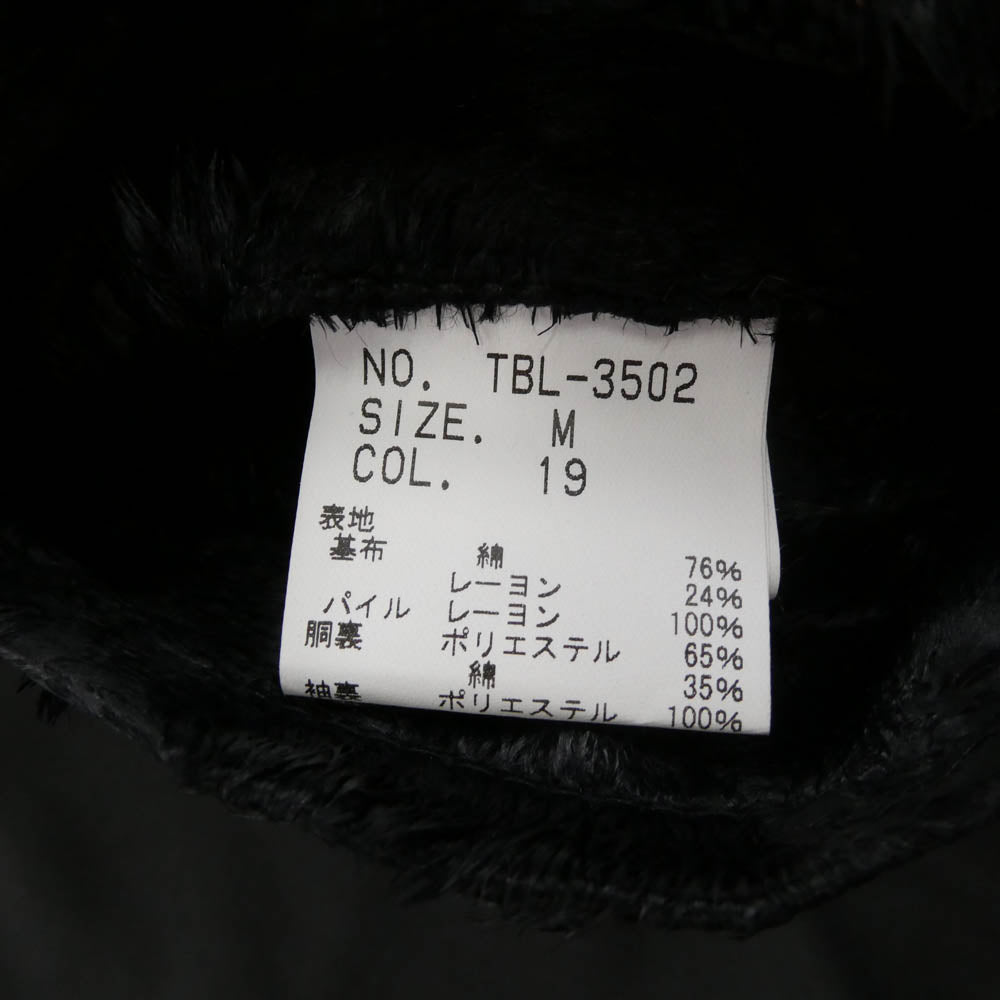 NO. TBL-3502
SIZE. M
COL. 19
表地
基布 綿 76%
レーヨン 24%
パイル レーヨン 100%
胴裏 ポリエステル 65%
綿 35%
袖裏 ポリエステル 100%